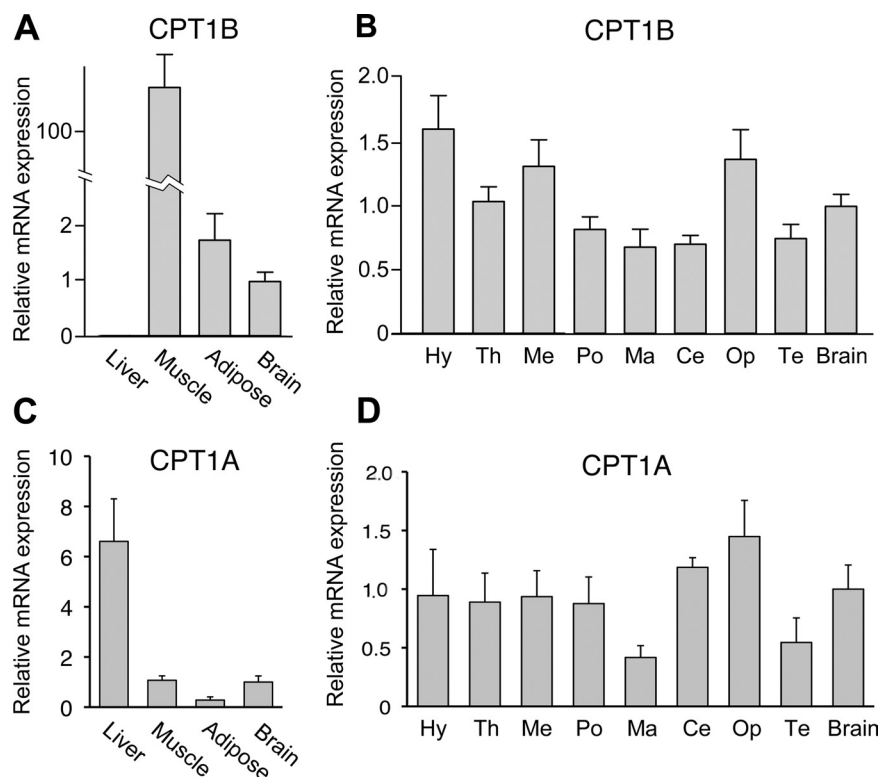 A
CPT1B
Relative mRNA expression
100
2
1
0
Liver
Muscle
Adipose
Brain
B
CPT1B
Relative mRNA expression
2.0
1.5
1.0
0.5
0
Hy Th Me Po Ma Ce Op Te Brain
C
CPT1A
Relative mRNA expression
10
8
6
4
2
0
Liver
Muscle
Adipose
Brain
D
CPT1A
Relative mRNA expression
2.0
1.5
1.0
0.5
0
Hy Th Me Po Ma Ce Op Te Brain